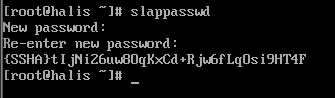 [root@halis ~]# slappasswd
New password:
Re-enter new password:
{SSHA}tIjNi26uw8OqKxCd+Rjw6fLqOsi9HT4F
[root@halis ~]#